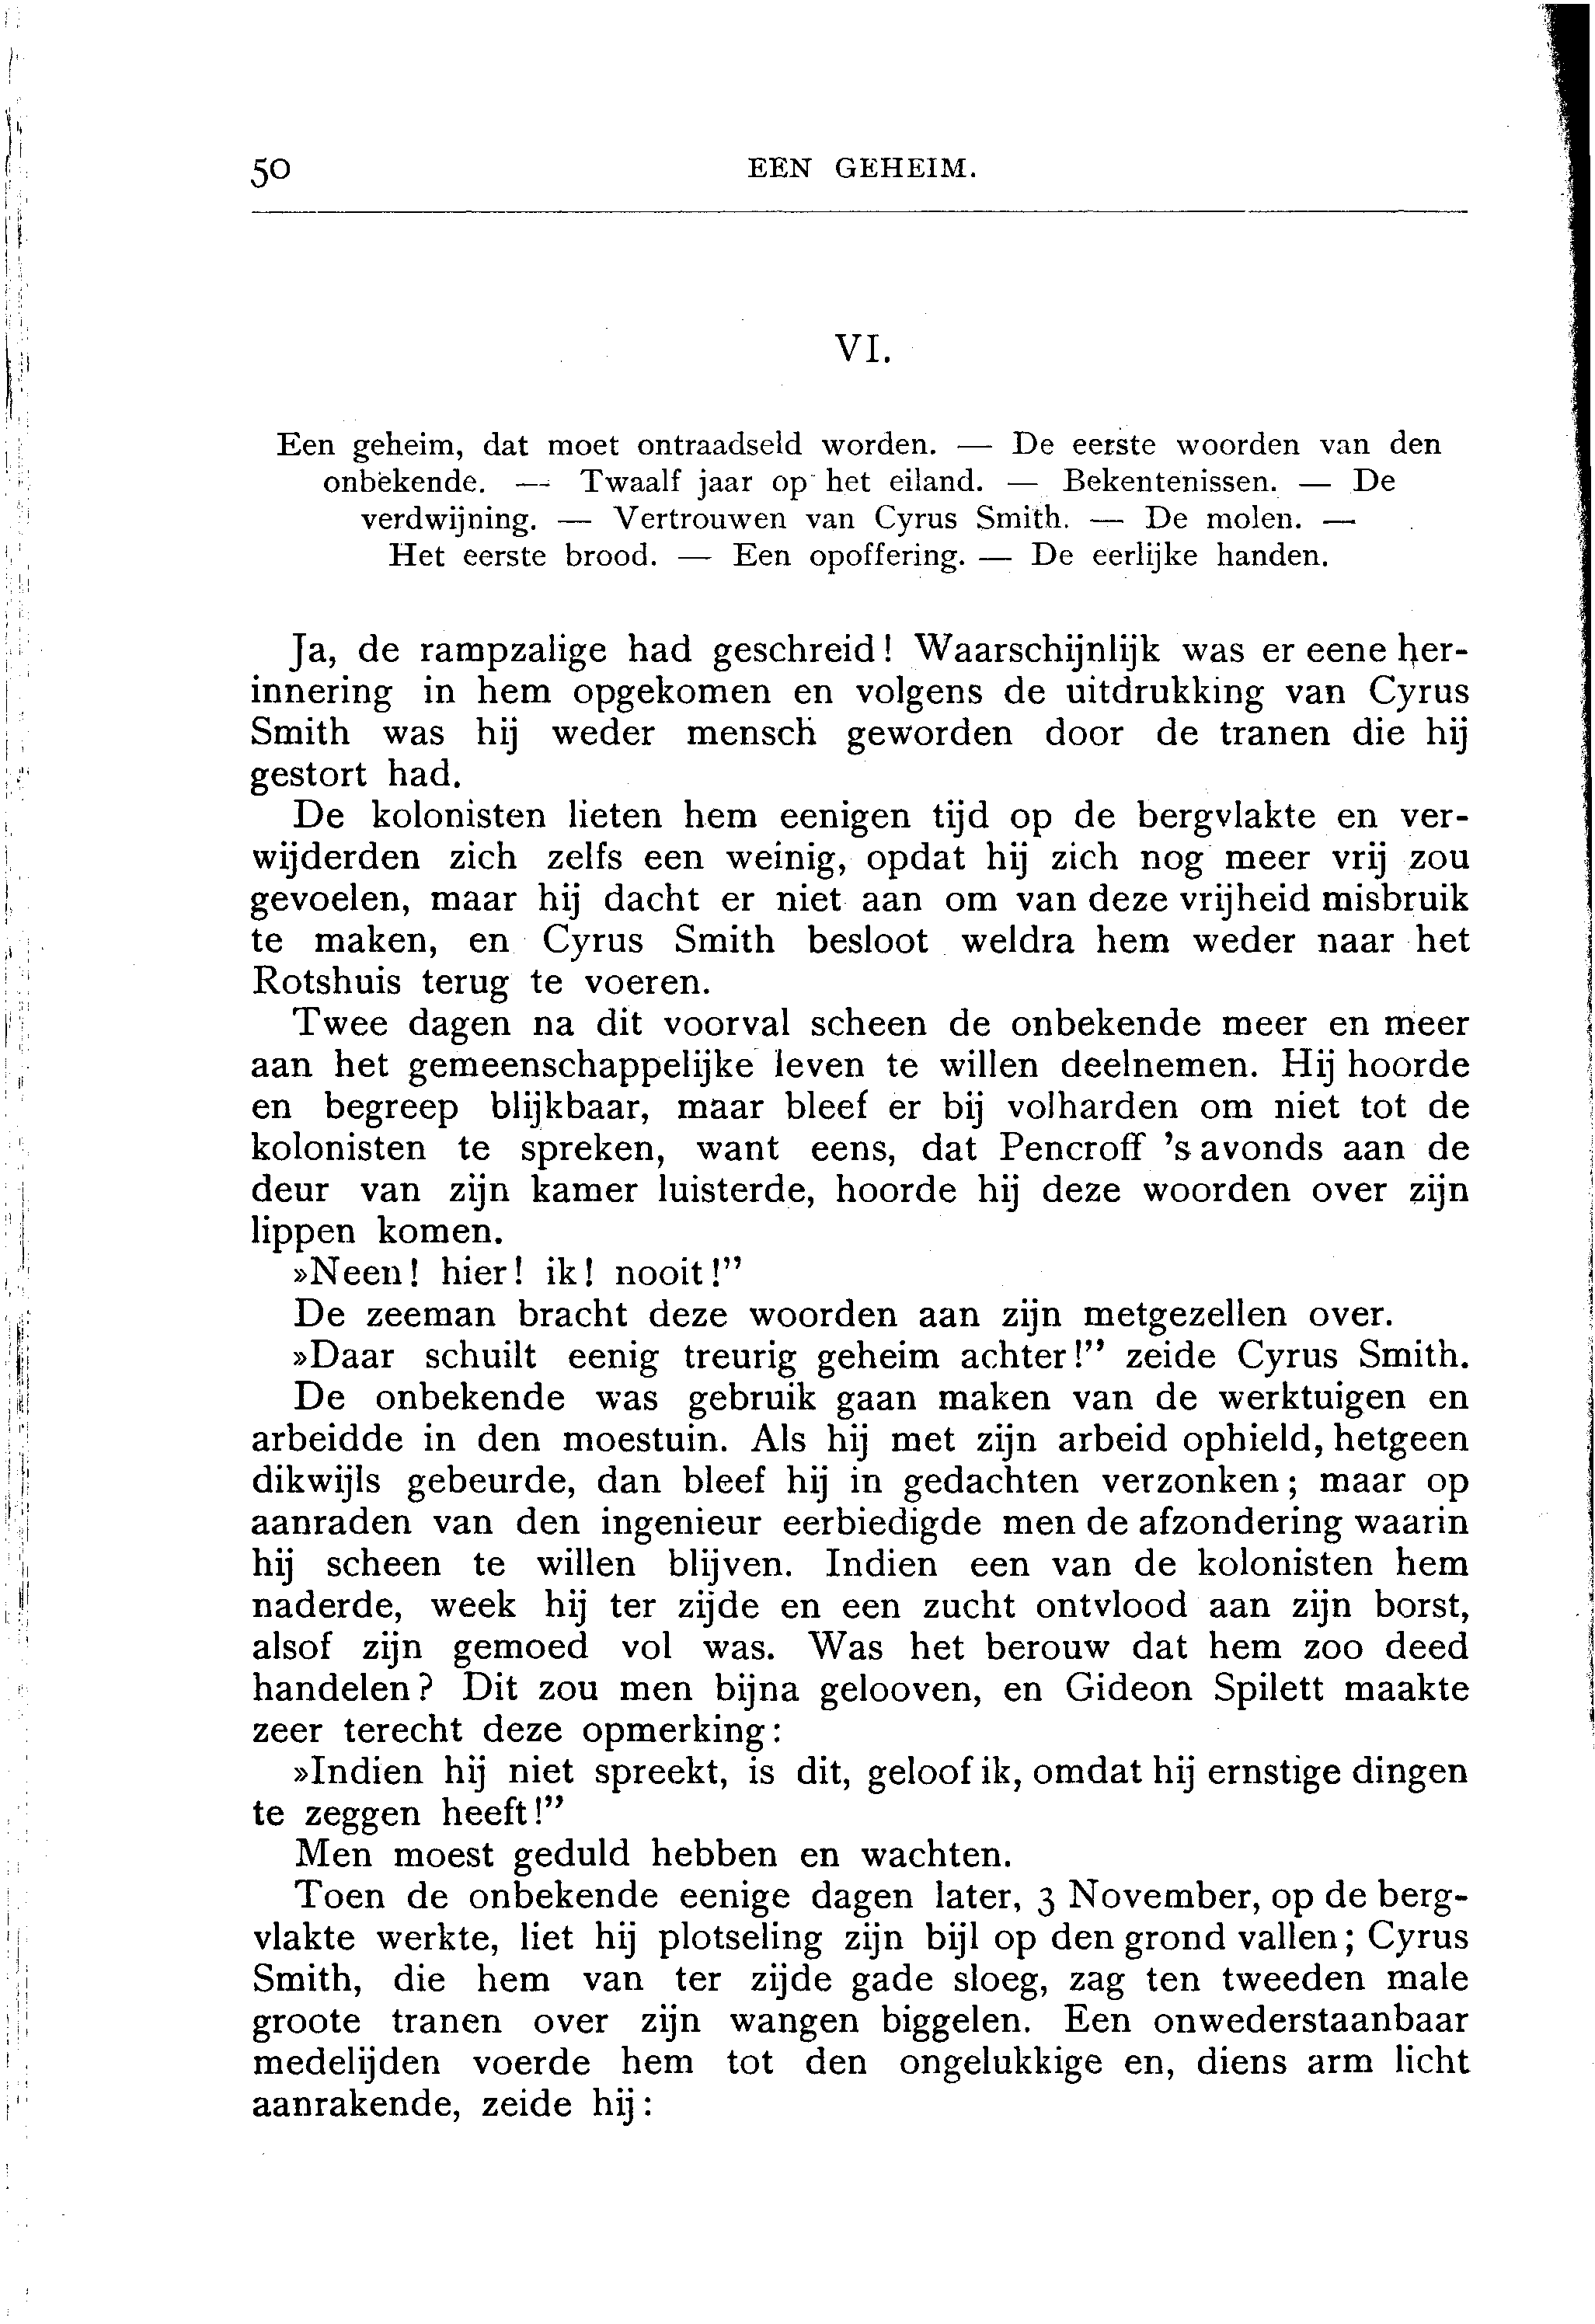 50 EEN GEHEIM.
VI.
Een geheim, dat moet ontraadseld worden. — De eerste woorden van den
onbekende. — Twaalf jaar op het eiland. — Bekentenissen. — De
verdwijning. — Vertrouwen van Cyrus Smith. — De molen. —
Het eerste brood. — Een opoffering. — De eerlijke handen.
Ja, de rampzalige had geschreid! Waarschijnlijk was er eene her-
innering in hem opgekomen en volgens de uitdrukking van Cyrus
Smith was hij weder mensch geworden door de tranen die hij
gestort had.
De kolonisten lieten hem eenigen tijd op de bergvlakte en ver-
wijderden zich zelfs een weinig, opdat hij zich nog meer vrij zou
gevoelen, maar hij dacht er niet aan om van deze vrijheid misbruik
te maken, en Cyrus Smith besloot weldra hem weder naar het
Rotshuis terug te voeren.
Twee dagen na dit voorval scheen de onbekende meer en meer
aan het gemeenschappelijke leven te willen deelnemen. Hij hoorde
en begreep blijkbaar, maar bleef er bij volharden om niet tot de
kolonisten te spreken, want eens, dat Pencroff 's avonds aan de
deur van zijn kamer luisterde, hoorde hij deze woorden over zijn
lippen komen.
»Neen! hier! ik! nooit!”
De zeeman bracht deze woorden aan zijn metgezellen over.
»Daar schuilt eenig treurig geheim achter!” zeide Cyrus Smith.
De onbekende was gebruik gaan maken van de werktuigen en
arbeidde in den moestuin. Als hij met zijn arbeid ophield, hetgeen
dikwijls gebeurde, dan bleef hij in gedachten verzonken; maar op
aanraden van den ingenieur eerbiedigde men de afzondering waarin
hij scheen te willen blijven. Indien een van de kolonisten hem
naderde, week hij ter zijde en een zucht ontvlood aan zijn borst,
alsof zijn gemoed vol was. Was het berouw dat hem zoo deed
handelen? Dit zou men bijna gelooven, en Gideon Spilett maakte
zeer terecht deze opmerking:
»Indien hij niet spreekt, is dit, geloof ik, omdat hij ernstige dingen
te zeggen heeft!”
Men moest geduld hebben en wachten.
Toen de onbekende eenige dagen later, 3 November, op de berg-
vlakte werkte, liet hij plotseling zijn bijl op den grond vallen; Cyrus
Smith, die hem van ter zijde gade sloeg, zag ten tweeden male
groote tranen over zijn wangen biggelen. Een onwederstaanbaar
medelijden voerde hem tot den ongelukkige en, diens arm licht
aanrakende, zeide hij: